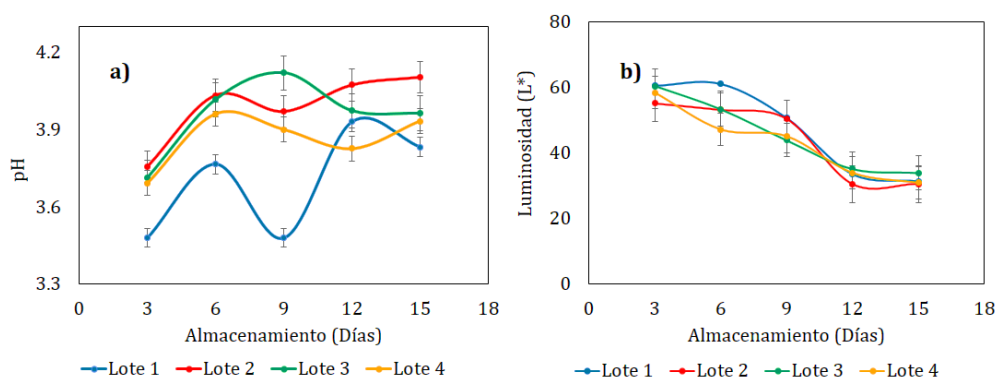 a)
pH
4.2
3.9
3.6
3.3
0 3 6 9 12 15 18
Almacenamiento (Días)
Lote 1 Lote 2 Lote 3 Lote 4
b)
Luminosidad (L*)
80
60
40
20
0
0 3 6 9 12 15 18
Almacenamiento (Días)
Lote 1 Lote 2 Lote 3 Lote 4